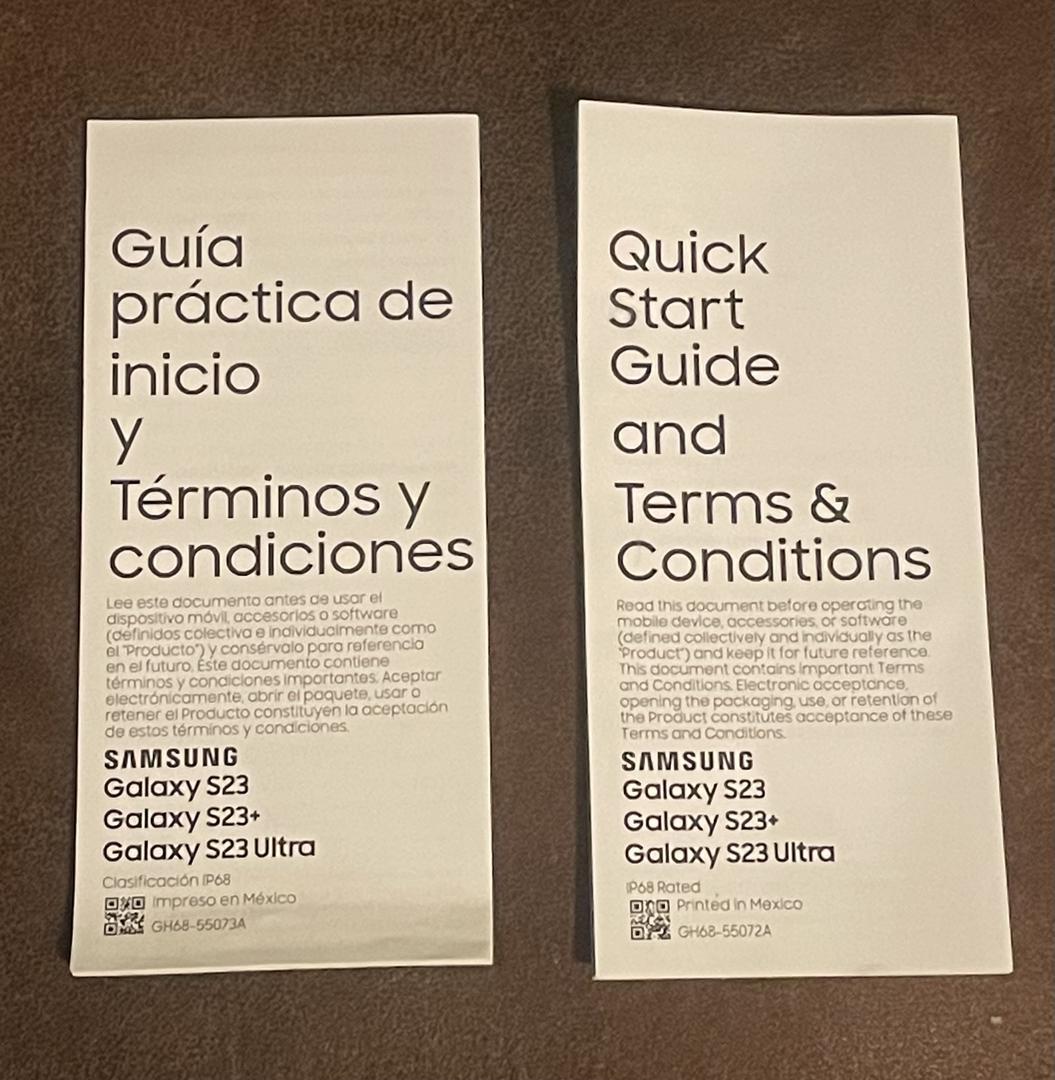 Guía
práctica de
inicio
y
Términos y
condiciones
Lee este documento antes de usar el
dispositivo móvil, accesorios o software
(definidos colectiva e individualmente como
el "Producto") y consérvalo para referencia
en el futuro. Este documento contiene
términos y condiciones importantes. Aceptar
electrónicamente, abrir el paquete, usar o
retener el Producto constituyen la aceptación
de estos términos y condiciones.
SAMSUNG
Galaxy S23
Galaxy S23+
Galaxy S23 Ultra
Clasificación IP68
Impreso en México
GH68-55073A
Quick
Start
Guide
and
Terms &
Conditions
Read this document before operating the
mobile device, accessories, or software
(defined collectively and individually as the
"Product") and keep it for future reference.
This document contains important Terms
and Conditions. Electronic acceptance,
opening the packaging, use, or retention of
the Product constitutes acceptance of these
Terms and Conditions.
SAMSUNG
Galaxy S23
Galaxy S23+
Galaxy S23 Ultra
IP68 Rated
Printed in Mexico
GH68-55072A